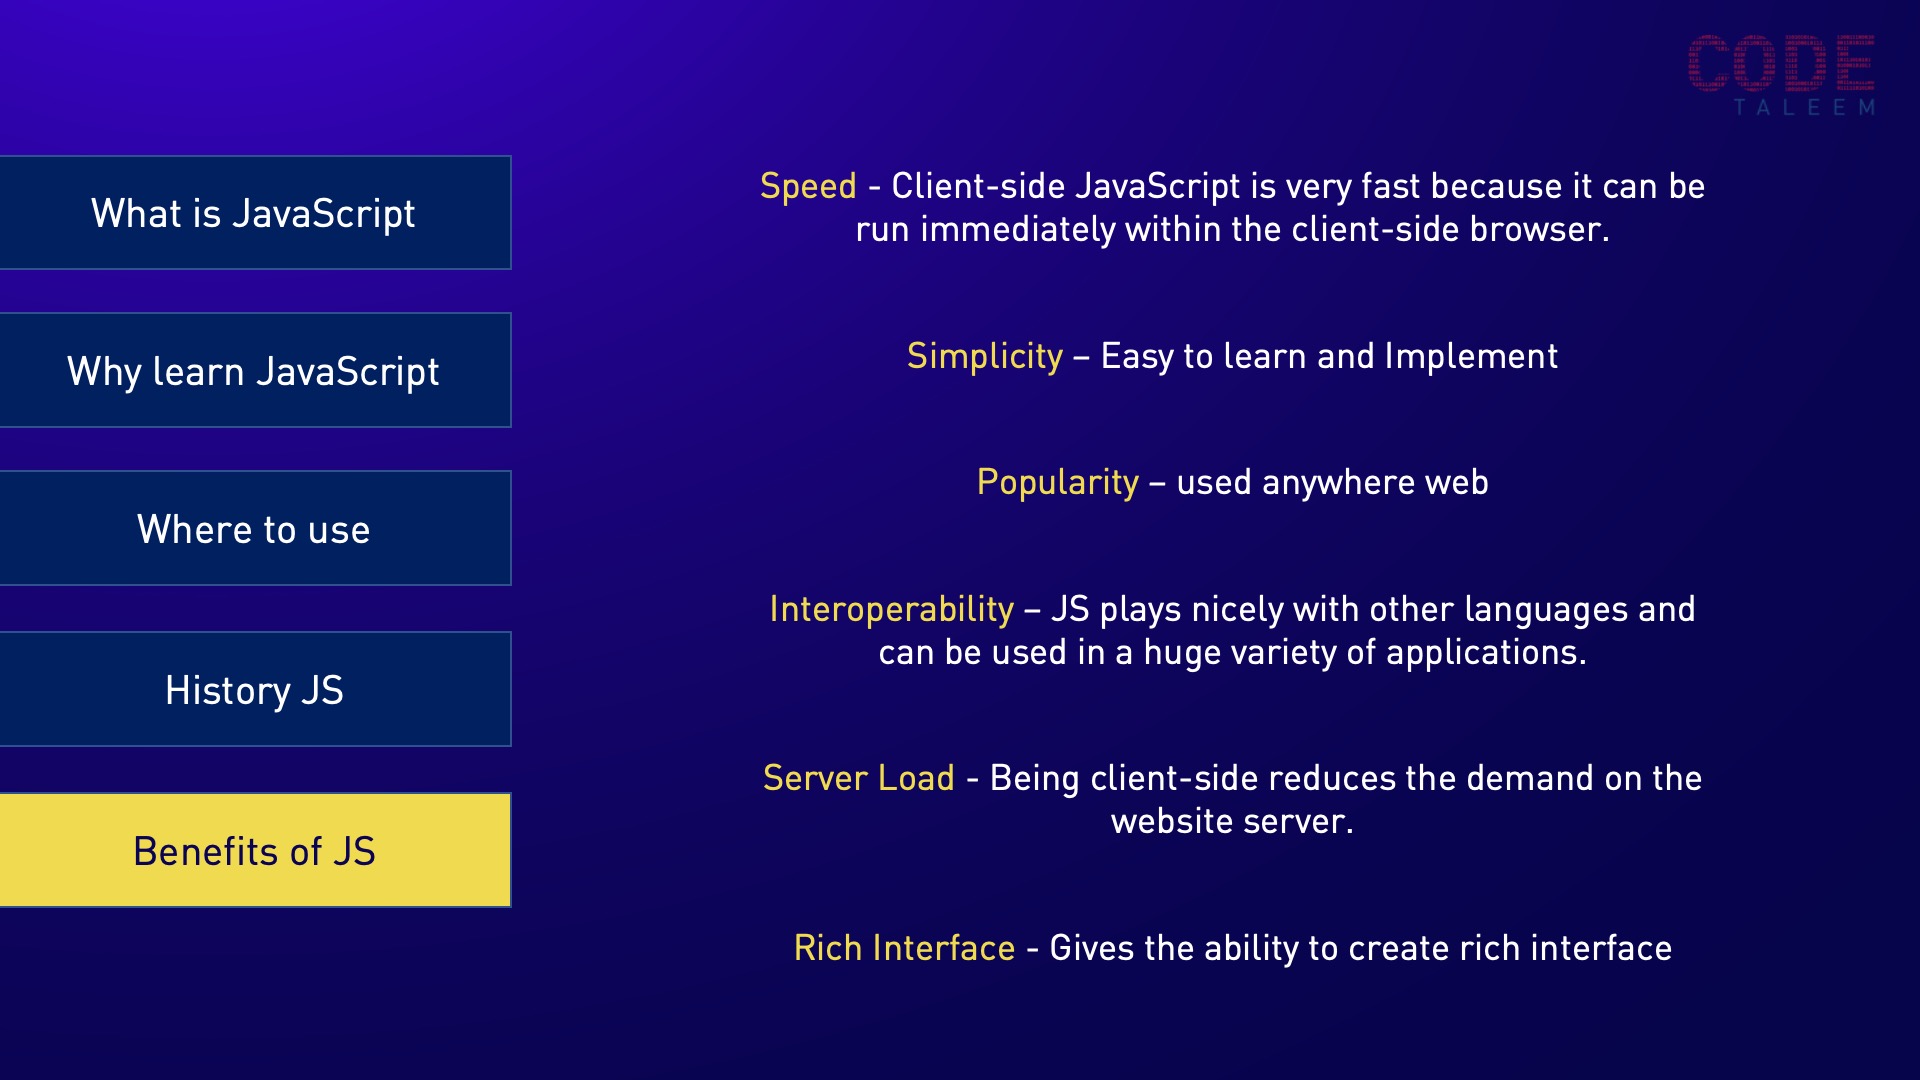 CODE
TALEEM
What is JavaScript
Why learn JavaScript
Where to use
History JS
Benefits of JS
Speed - Client-side JavaScript is very fast because it can be
run immediately within the client-side browser.
Simplicity – Easy to learn and Implement
Popularity – used anywhere web
Interoperability – JS plays nicely with other languages and
can be used in a huge variety of applications.
Server Load - Being client-side reduces the demand on the
website server.
Rich Interface - Gives the ability to create rich interface